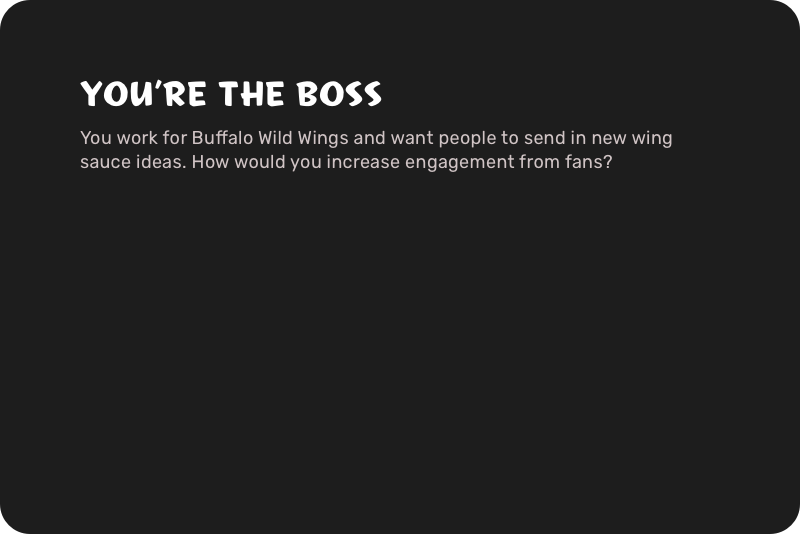 YOU'RE THE BOSS
You work for Buffalo Wild Wings and want people to send in new wing
sauce ideas. How would you increase engagement from fans?